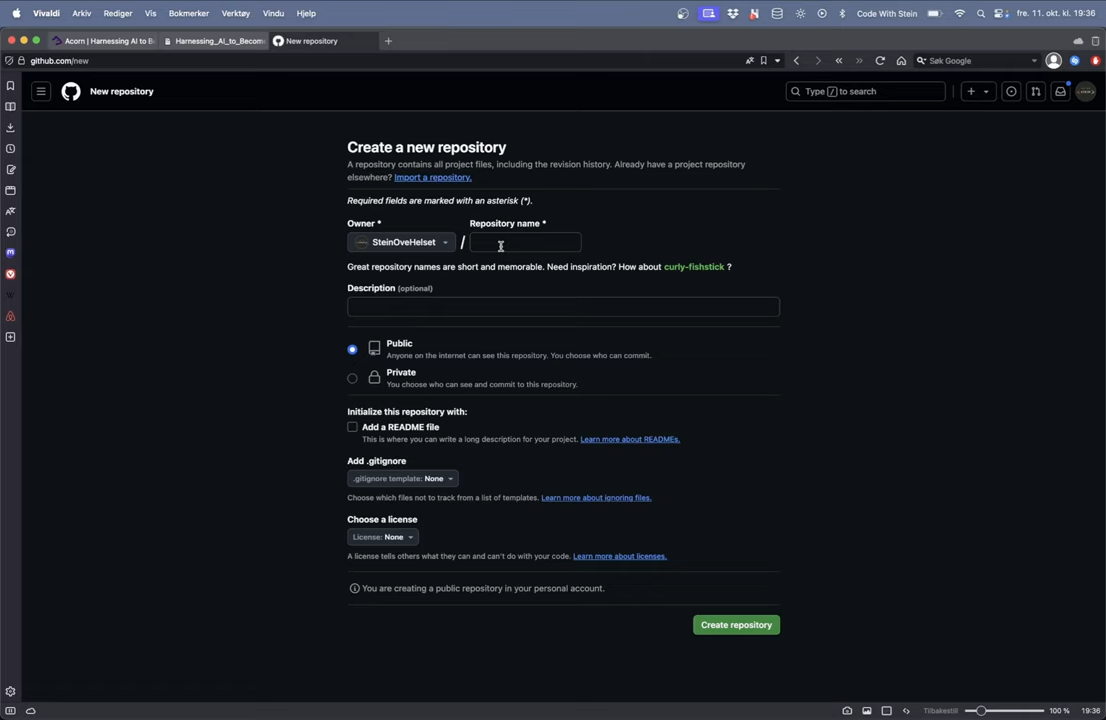 Vivaldi Arkiv Rediger Vis Bokmerker Verktøy Vindu Hjelp Code With Stein fre. 11. okt. kl. 19:36
Acorn | Harnessing AI to B Harnessing_AI_to_Becom New repository
github.com/new Søk Google
New repository Type / to search
Create a new repository
A repository contains all project files, including the revision history. Already have a project repository
elsewhere? Import a repository.
Required fields are marked with an asterisk (*).
Owner * Repository name *
SteinOveHelset /
Great repository names are short and memorable. Need inspiration? How about curly-fishstick ?
Description (optional)
Public
Anyone on the internet can see this repository. You choose who can commit.
Private
You choose who can see and commit to this repository.
Initialize this repository with:
Add a README file
This is where you can write a long description for your project. Learn more about READMEs.
Add .gitignore
.gitignore template: None
Choose which files not to track from a list of templates. Learn more about ignoring files.
Choose a license
License: None
A license tells others what they can and can't do with your code. Learn more about licenses.
You are creating a public repository in your personal account.
Create repository
Tilbakestill 100 % 19:36